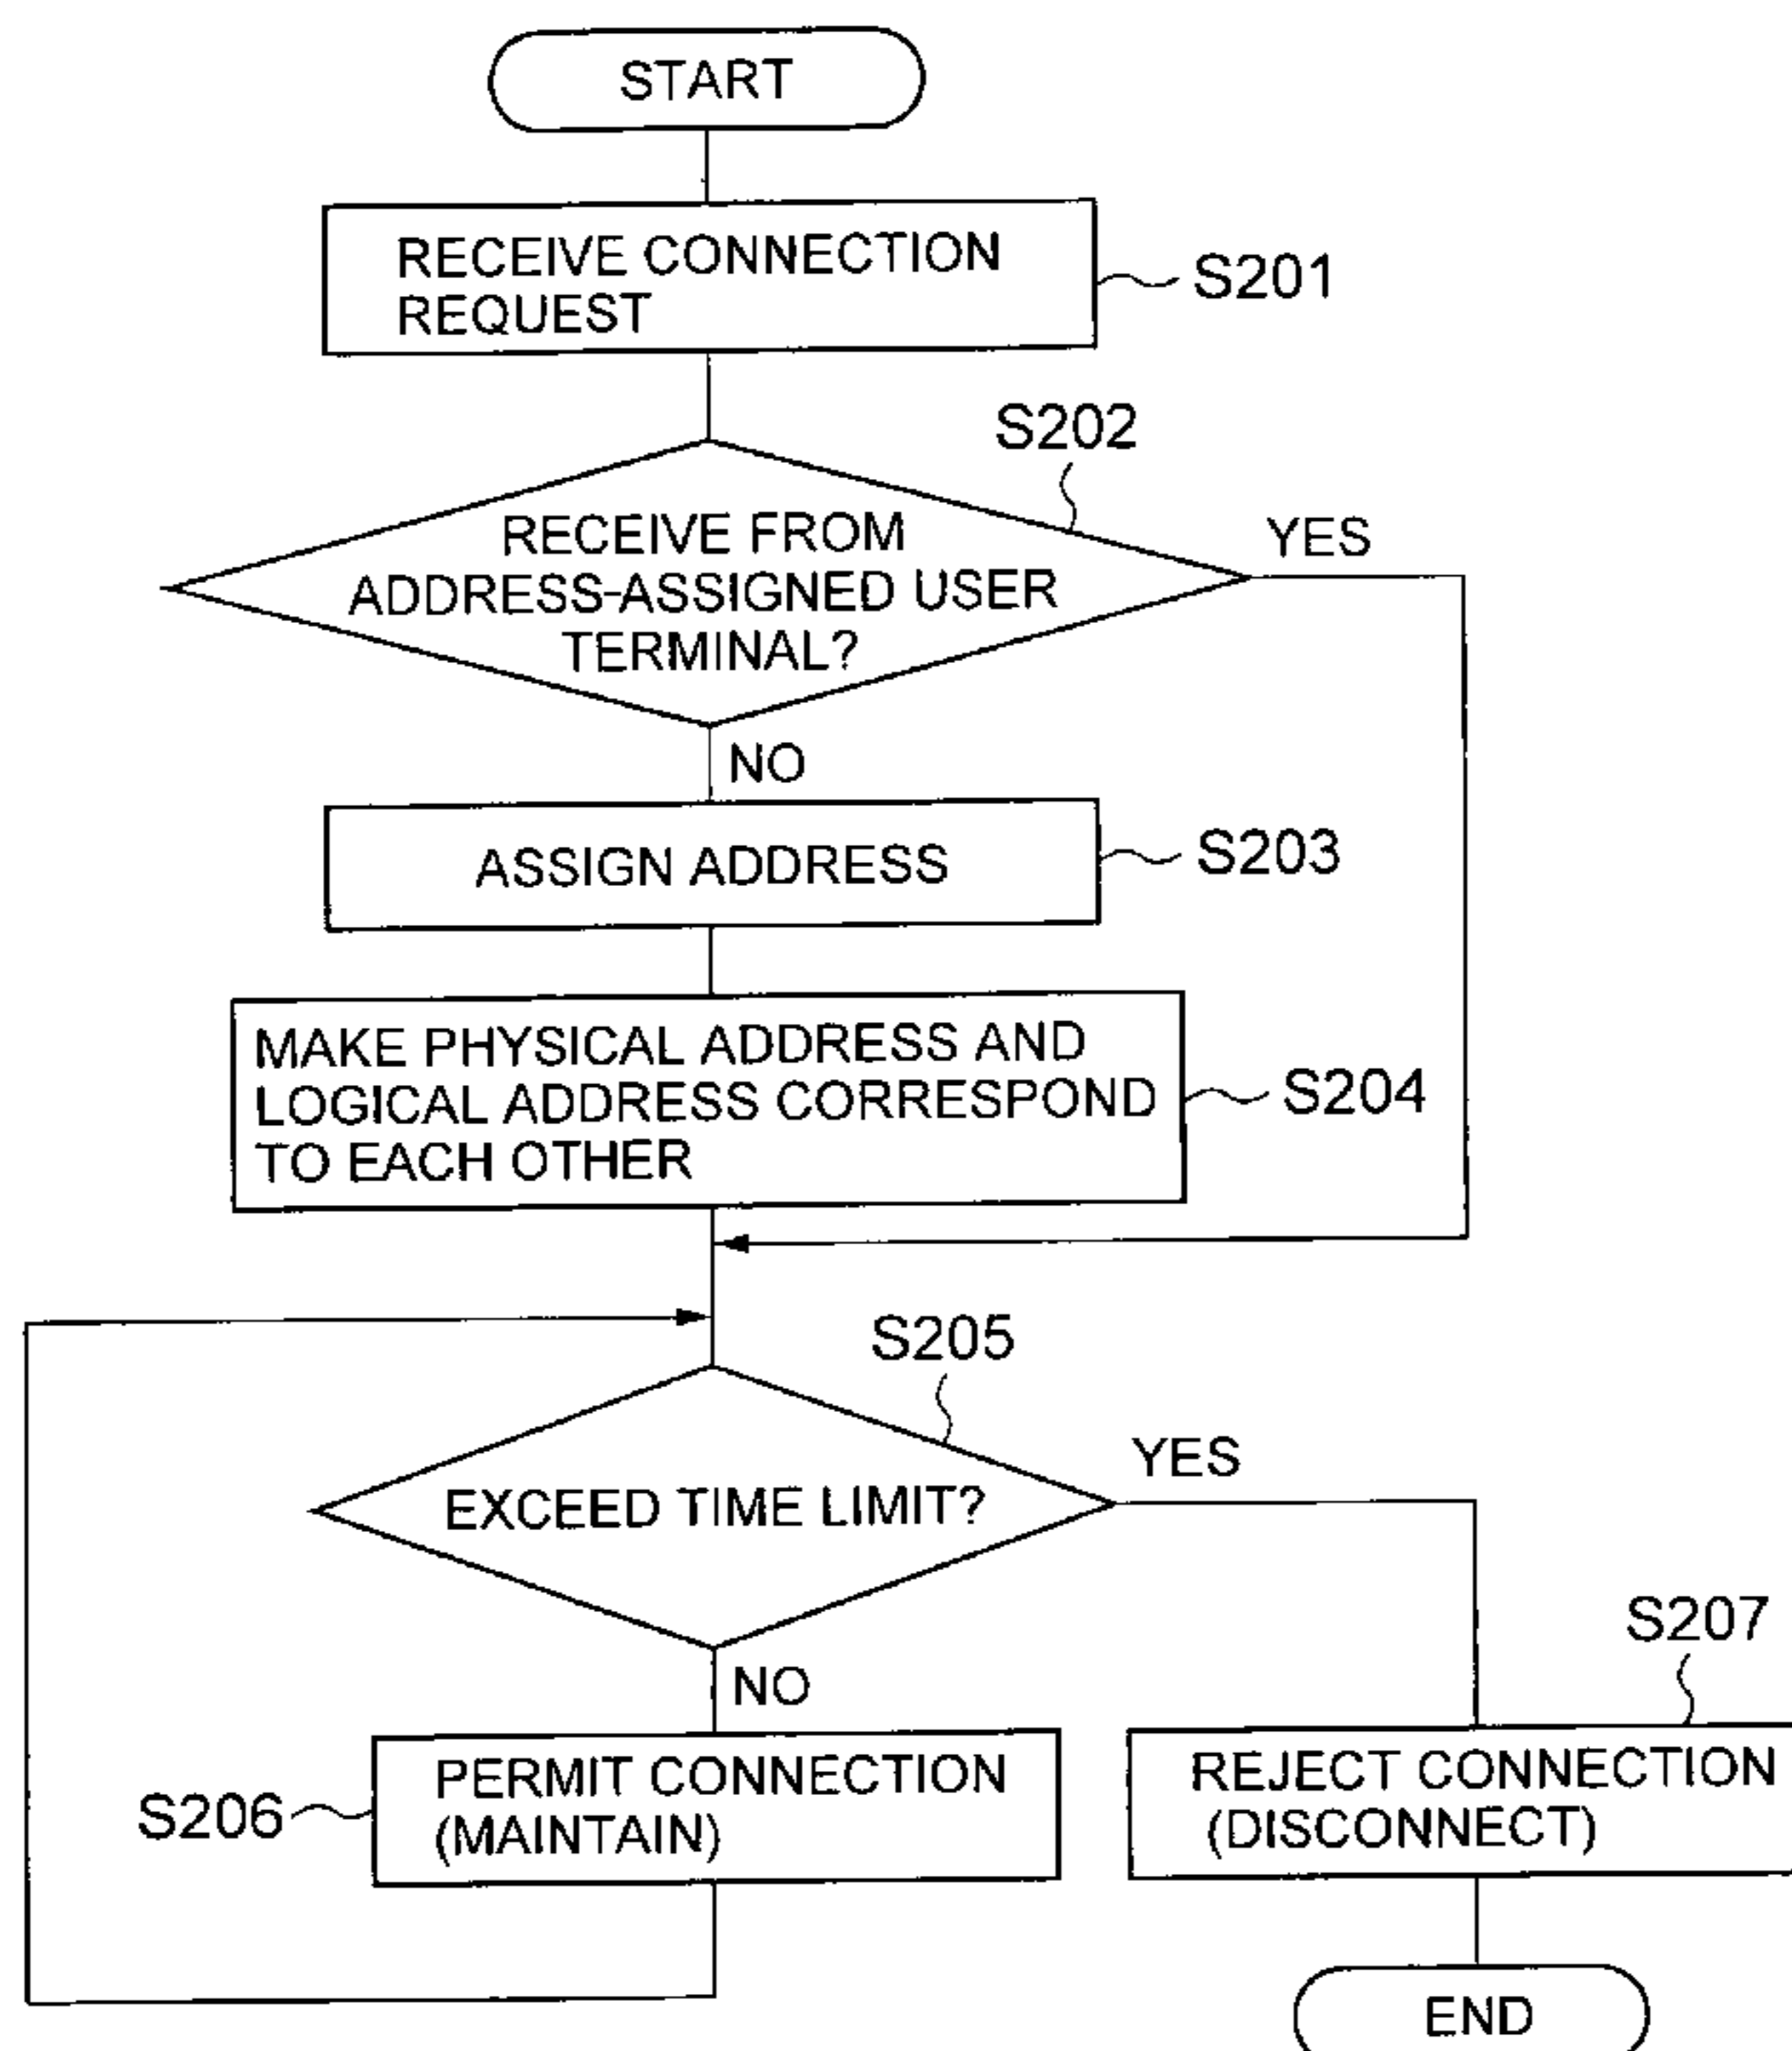 START
RECEIVE CONNECTION
REQUEST
S201
S202
RECEIVE FROM
ADDRESS-ASSIGNED USER
TERMINAL?
YES
NO
ASSIGN ADDRESS
S203
MAKE PHYSICAL ADDRESS AND
LOGICAL ADDRESS CORRESPOND
TO EACH OTHER
S204
S205
EXCEED TIME LIMIT?
YES
NO
S206
PERMIT CONNECTION
(MAINTAIN)
S207
REJECT CONNECTION
(DISCONNECT)
END